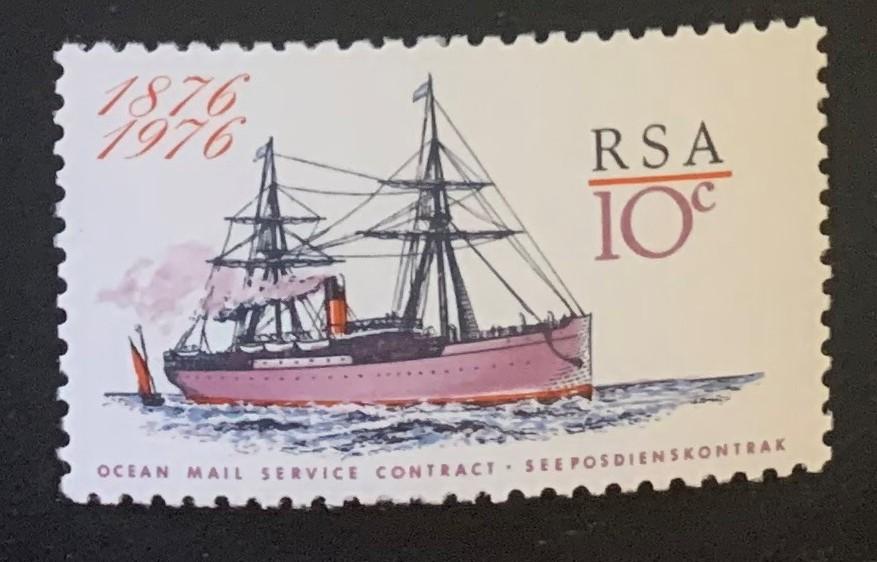 1876
1976
RSA
10c
OCEAN MAIL SERVICE CONTRACT · SEEPOSDIENSKONTRAK